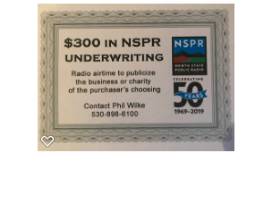 $300 IN NSPR
UNDERWRITING
Radio airtime to publicize
the business or charity
of the purchaser's choosing
Contact Phil Wilke
530-898-6100
NSPR
NORTH STATE
PUBLIC RADIO
CELEBRATING
50
YEARS
1969-2019